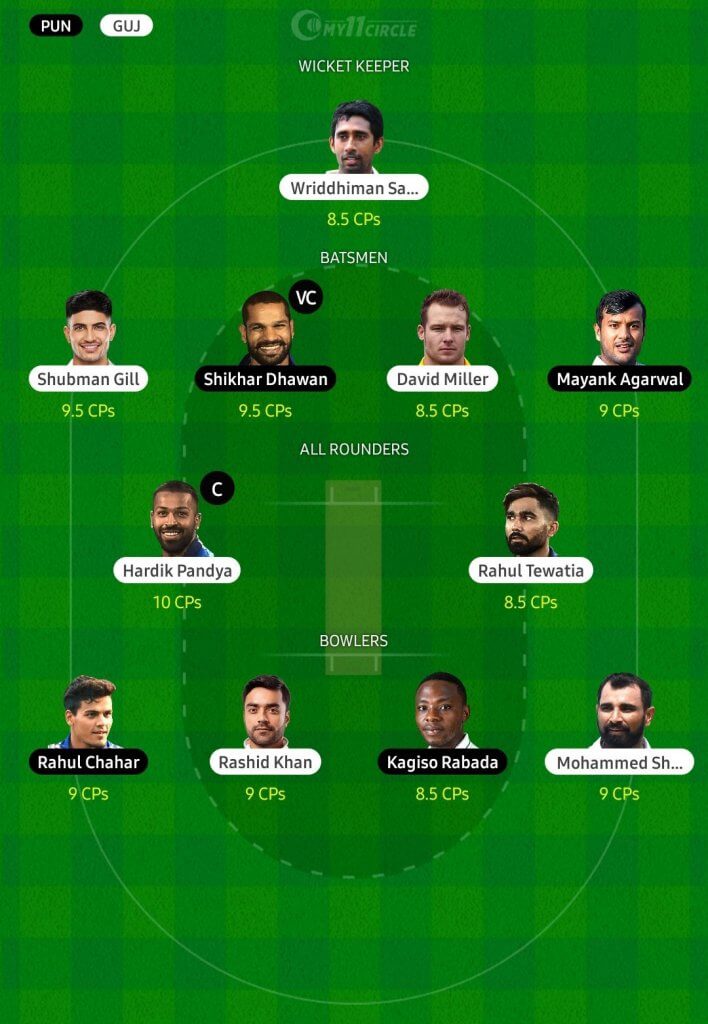 PUN GUJ MY11CIRCLE
WICKET KEEPER
Wriddhiman Sa...
8.5 CPs
BATSMEN
VC
Shubman Gill Shikhar Dhawan David Miller Mayank Agarwal
9.5 CPs 9.5 CPs 8.5 CPs 9 CPs
ALL ROUNDERS
C
Hardik Pandya Rahul Tewatia
10 CPs 8.5 CPs
BOWLERS
Rahul Chahar Rashid Khan Kagiso Rabada Mohammed Sh...
9 CPs 9 CPs 8.5 CPs 9 CPs